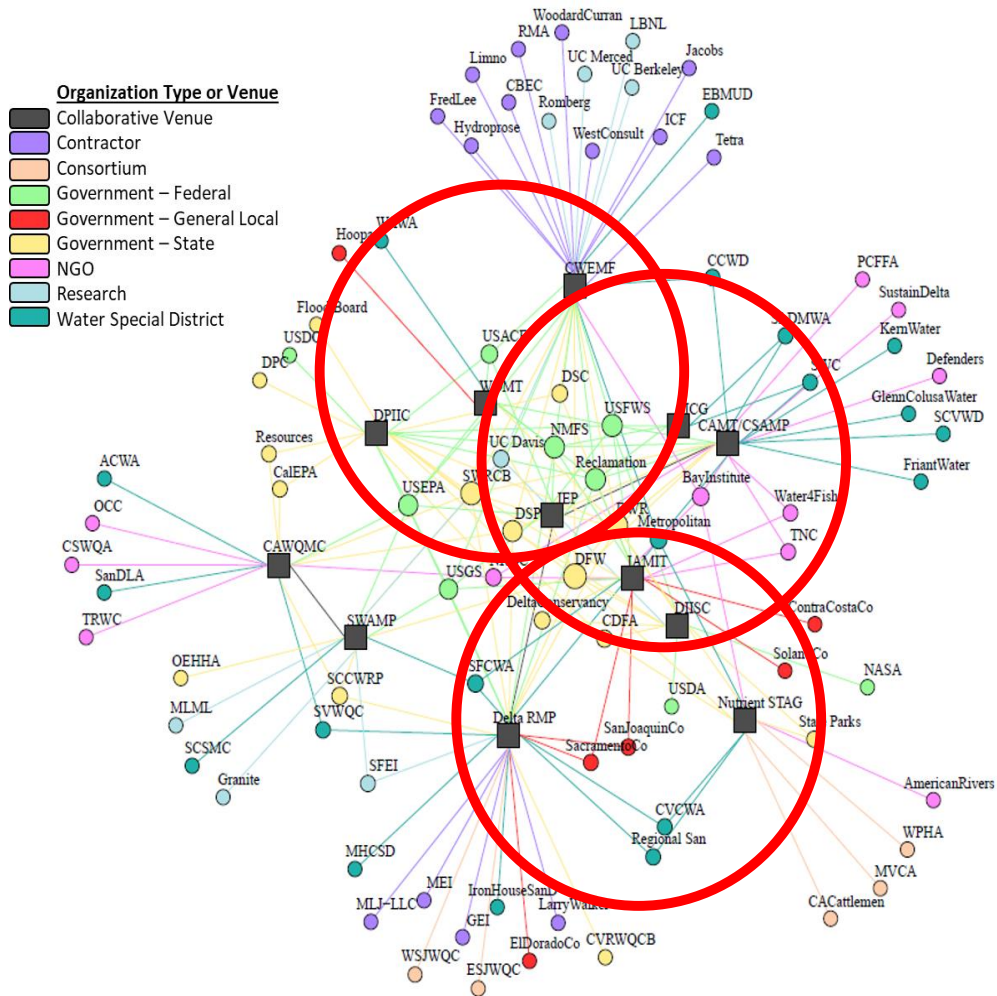 WoodardCurran
LBNL
RMA
Limno
UC Merced
Jacobs
UC Berkeley
CBEC
FredLee
Romberg
EBMUD
Hydroprose
WestConsult
ICF
Tetra
Organization Type or Venue
Collaborative Venue
Contractor
Consortium
Government – Federal
Government – General Local
Government – State
NGO
Research
Water Special District
Hoopa
CWEMF
CCWD
PCFFA
SustainDelta
KernWater
USACE
DPC
DSC
Defenders
GlennColusaWater
SCVWD
DPIIC
USFWS
CAMT/CSAMP
Resources
UC Davis
NMFS
CalEPA
Reclamation
BayInstitute
FriantWater
ACWA
OCC
USEPA
SWRCB
IEP
Water4Fish
Metropolitan
TNC
CSWQA
CAWQMC
SanDLA
DFW
IAMIT
USGS
TRWC
SWAMP
DeltaConservancy
CDFA
DIISC
ContraCostaCo
OEHHA
SCCWRP
SFCWA
USDA
NASA
MLML
SVWQC
Delta RMP
SanJoaquinCo
Nutrient STAG
SacramentoCo
SCSMC
Granite
SFEI
AmericanRivers
CVCWA
Regional San
WPHA
MVCA
CACattlemen
MHCSD
MEI
MLJ-LLC
GEI
WSJWQC
ESJWQC
ElDoradoCo
CVRWQCB